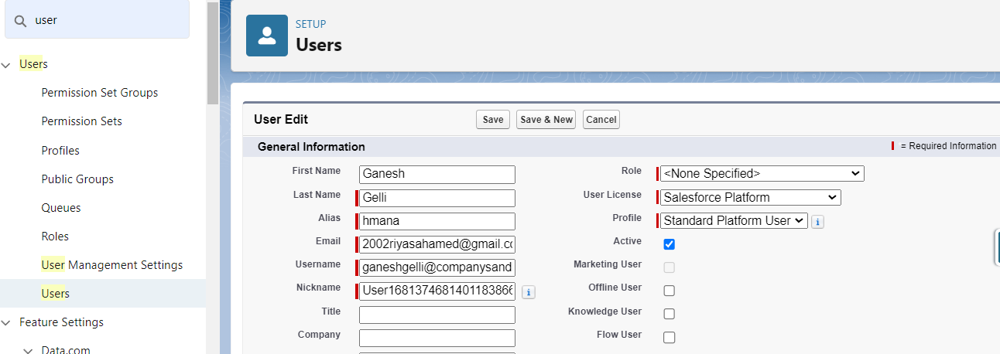 user
Users
Permission Set Groups
Permission Sets
Profiles
Public Groups
Queues
Roles
User Management Settings
Users
Feature Settings
Data.com
SETUP
Users
User Edit
Save
Save & New
Cancel
General Information
= Required Information
First Name Ganesh
Last Name Gelli
Alias hmana
Email 2002riyasahamed@gmail.cc
Username ganeshgelli@companysand
Nickname User1681374681401183866
Title
Company
Role <None Specified>
User License Salesforce Platform
Profile Standard Platform User
Active
Marketing User
Offline User
Knowledge User
Flow User